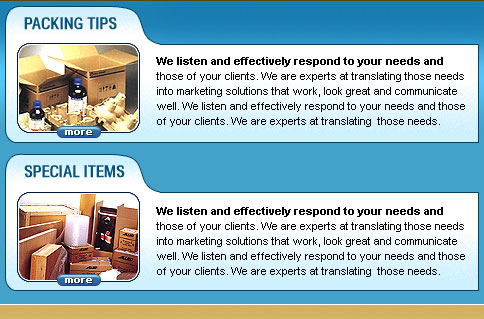 PACKING TIPS
We listen and effectively respond to your needs and
those of your clients. We are experts at translating those needs
into marketing solutions that work, look great and communicate
well. We listen and effectively respond to your needs and those
of your clients. We are experts at translating those needs.
more
SPECIAL ITEMS
We listen and effectively respond to your needs and
those of your clients. We are experts at translating those needs
into marketing solutions that work, look great and communicate
well. We listen and effectively respond to your needs and those
of your clients. We are experts at translating those needs.
more